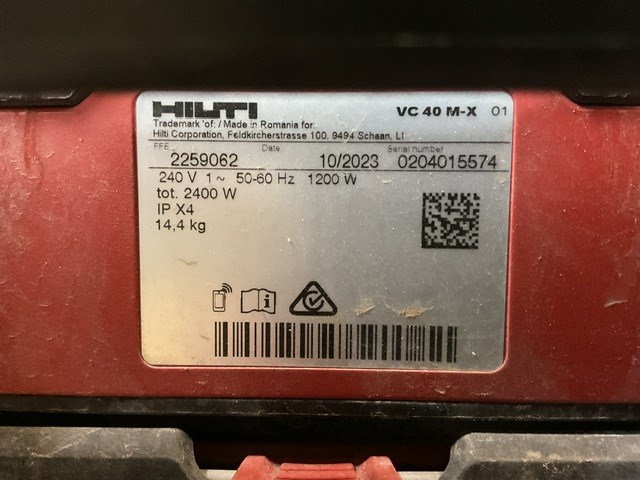 HILTI VC 40 M-X 01
Trademark of: / Made in Romania for:
Hilti Corporation, Feldkircherstrasse 100, 9494 Schaan, LI
Date Serial number
2259062 10/2023 0204015574
240 V 1~ 50-60 Hz 1200 W
tot. 2400 W
IP X4
14,4 kg